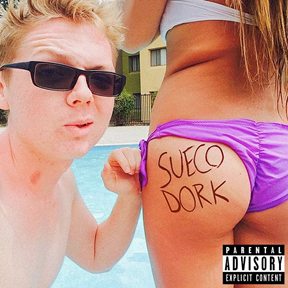 SUECO
DORK
PARENTAL
ADVISORY
EXPLICIT CONTENT